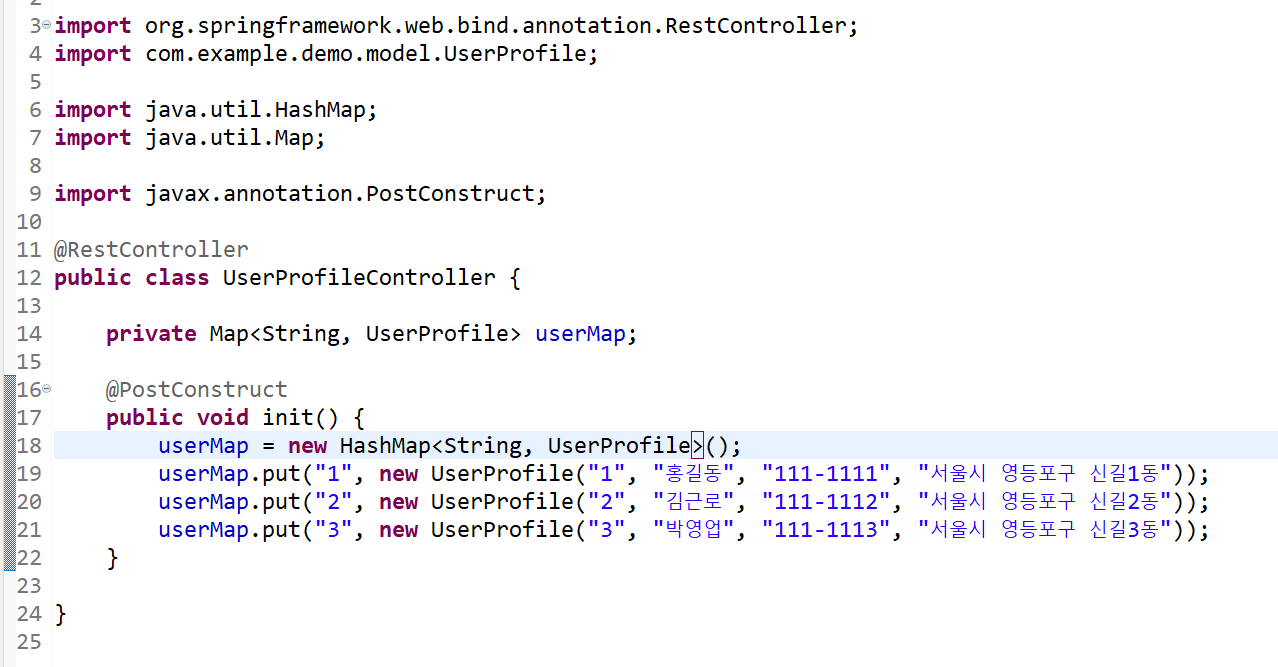 3 import org.springframework.web.bind.annotation.RestController;
4 import com.example.demo.model.UserProfile;
5
6 import java.util.HashMap;
7 import java.util.Map;
8
9 import javax.annotation.PostConstruct;
10
11 @RestController
12 public class UserProfileController {
13
14     private Map<String, UserProfile> userMap;
15
16     @PostConstruct
17     public void init() {
18         userMap = new HashMap<String, UserProfile>();
19         userMap.put("1", new UserProfile("1", "홍길동", "111-1111", "서울시 영등포구 신길1동"));
20         userMap.put("2", new UserProfile("2", "김근로", "111-1112", "서울시 영등포구 신길2동"));
21         userMap.put("3", new UserProfile("3", "박영업", "111-1113", "서울시 영등포구 신길3동"));
22     }
23
24 }
25